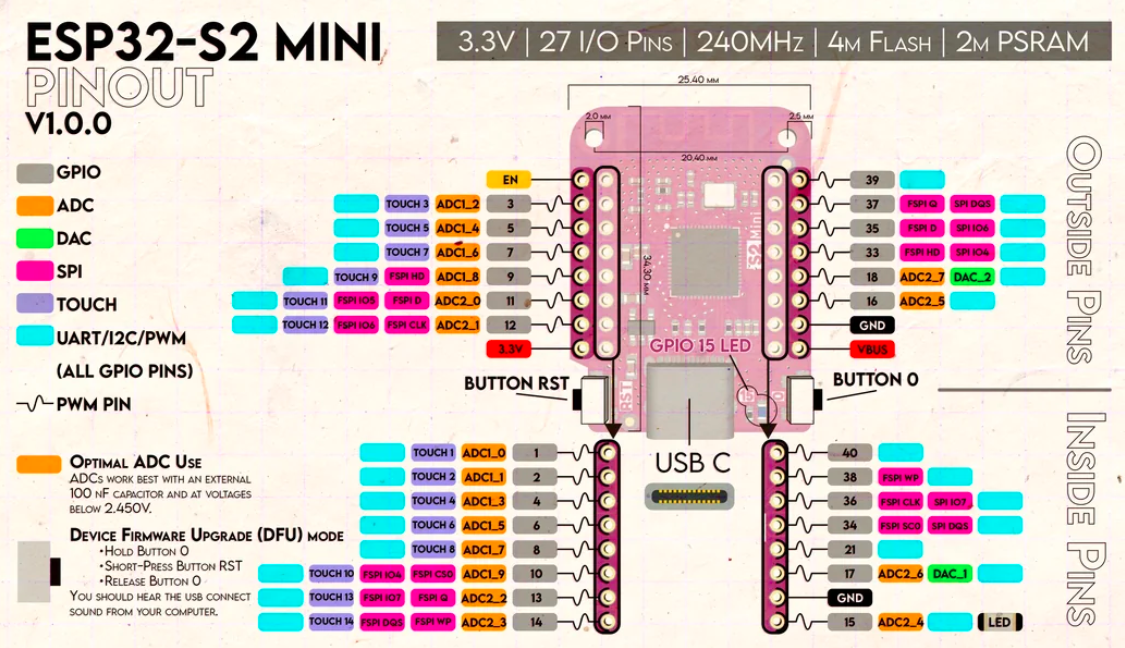 ESP32-S2 MINI
PINOUT
V1.0.0
3.3V | 27 I/O Pins | 240MHz | 4M Flash | 2M PSRAM
GPIO
ADC
DAC
SPI
TOUCH
UART/I2C/PWM
(ALL GPIO PINS)
PWM PIN
Optimal ADC Use
ADCs work best with an external
100 nF capacitor and at voltages
below 2.450V.
Device Firmware Upgrade (DFU) mode
•Hold Button 0
•Short-Press Button RST
•Release Button 0
You should hear the usb connect
sound from your computer.
25.40 mm
2.0 mm
2.6 mm
20.40 mm
34.30 mm
S2 Mini
EN
TOUCH 3 ADC1_2 3
TOUCH 5 ADC1_4 5
TOUCH 7 ADC1_6 7
TOUCH 9 FSPI HD ADC1_8 9
TOUCH 11 FSPI IO5 FSPI D ADC2_0 11
TOUCH 12 FSPI IO6 FSPI CLK ADC2_1 12
3.3V
39
37 FSPI Q SPI DQS
35 FSPI D SPI IO6
33 FSPI HD SPI IO4
18 ADC2_7 DAC_2
16 ADC2_5
GND
VBUS
GPIO 15 LED
BUTTON RST
BUTTON 0
RST
15
0
USB C
TOUCH 1 ADC1_0 1
TOUCH 2 ADC1_1 2
TOUCH 4 ADC1_3 4
TOUCH 6 ADC1_5 6
TOUCH 8 ADC1_7 8
TOUCH 10 FSPI IO4 FSPI CSO ADC1_9 10
TOUCH 13 FSPI IO7 FSPI Q ADC2_2 13
TOUCH 14 FSPI DQS FSPI WP ADC2_3 14
40
38 FSPI WP
36 FSPI CLK SPI IO7
34 FSPI SCO SPI DQS
21
17 ADC2_6 DAC_1
GND
15 ADC2_4 LED
Outside Pins
Inside Pins